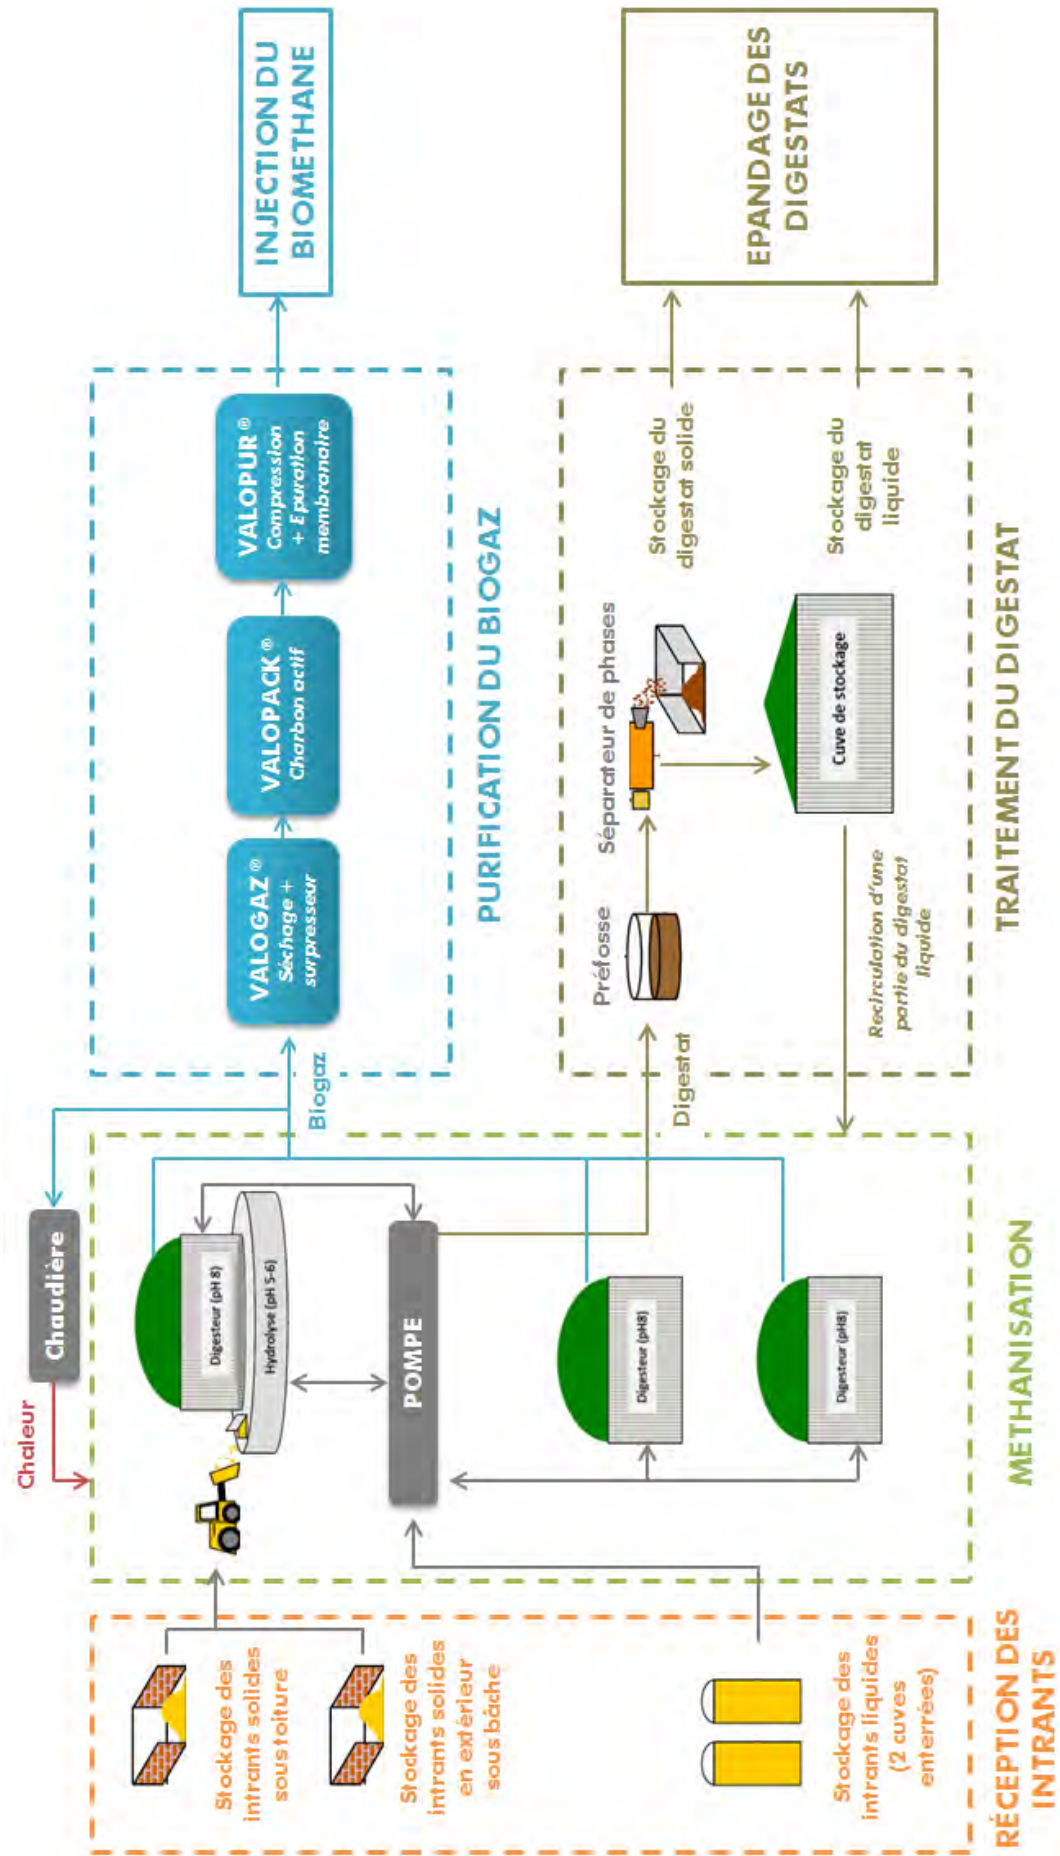 RÉCEPTION DES
INTRANTS
Stockage des
intrants solides
sous toiture
Stockage des
intrants solides
en extérieur
sous bâche
Stockage des
intrants liquides
(2 cuves
enterrées)
METHANISATION
Chaleur
Chaudière
Digesteur (pH 8)
Hydrolyse (pH 5-6)
POMPE
Digesteur (pH8)
Digesteur (pH8)
Biogaz
Digestat
PURIFICATION DU BIOGAZ
VALOGAZ®
Séchage +
surpresseur
VALOPACK®
Charbon actif
VALOPUR®
Compression
+ Epuration
membranaire
INJECTION DU
BIOMETHANE
TRAITEMENT DU DIGESTAT
Préfosse
Séparateur de phases
Cuve de stockage
Recirculation d'une
partie du digestat
liquide
Stockage du
digestat solide
Stockage du
digestat
liquide
EPANDAGE DES
DIGESTATS